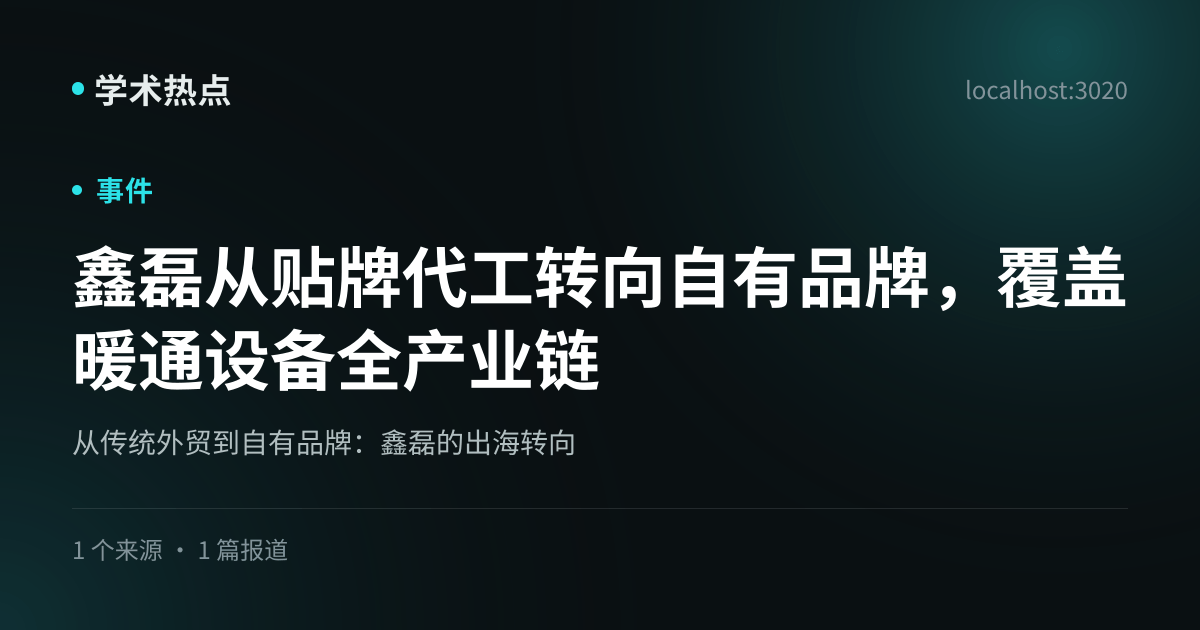 学术热点
localhost:3020
事件
鑫磊从贴牌代工转向自有品牌，覆盖
暖通设备全产业链
从传统外贸到自有品牌：鑫磊的出海转向
1 个来源 · 1 篇报道